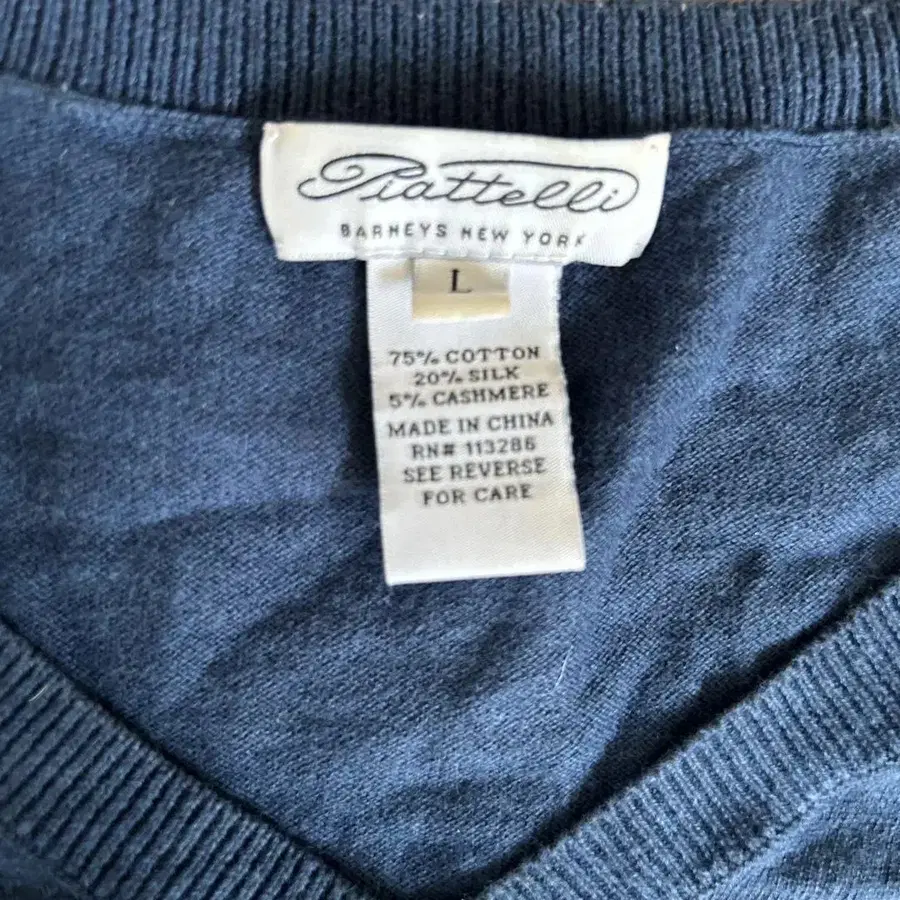 Piattelli
BARNEYS NEW YORK
L
75% COTTON
20% SILK
5% CASHMERE
MADE IN CHINA
RN# 113286
SEE REVERSE
FOR CARE